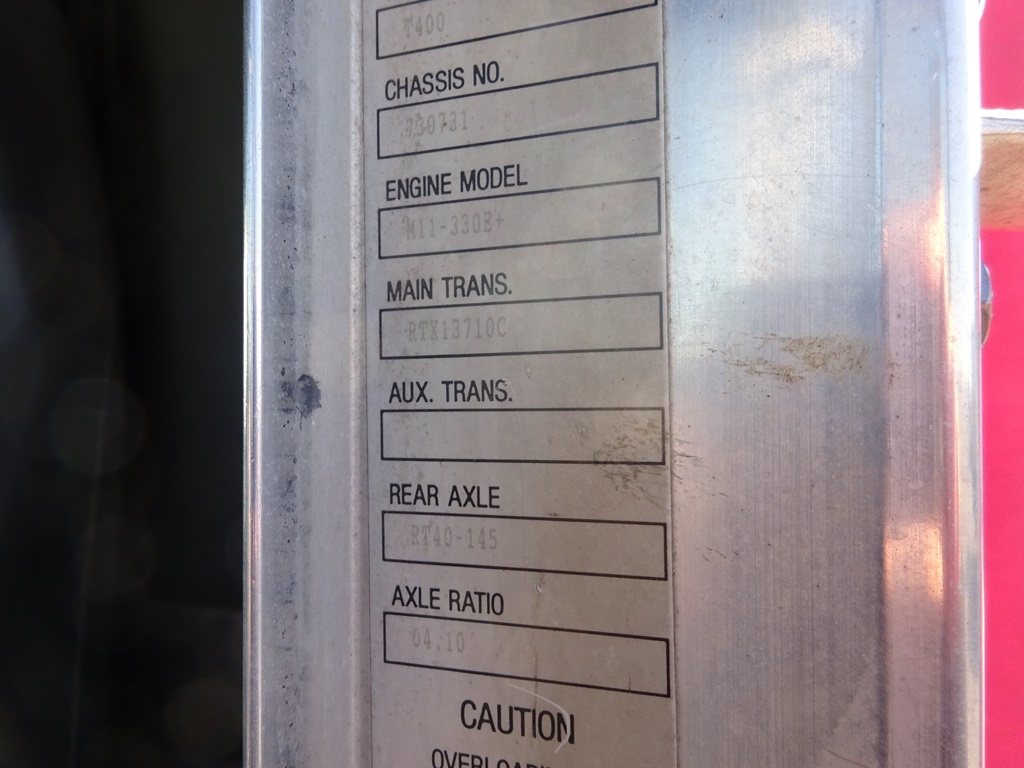 T400
CHASSIS NO.
730731
ENGINE MODEL
M11-330E+
MAIN TRANS.
RTX13710C
AUX. TRANS.
REAR AXLE
RT40-145
AXLE RATIO
04.10
CAUTION